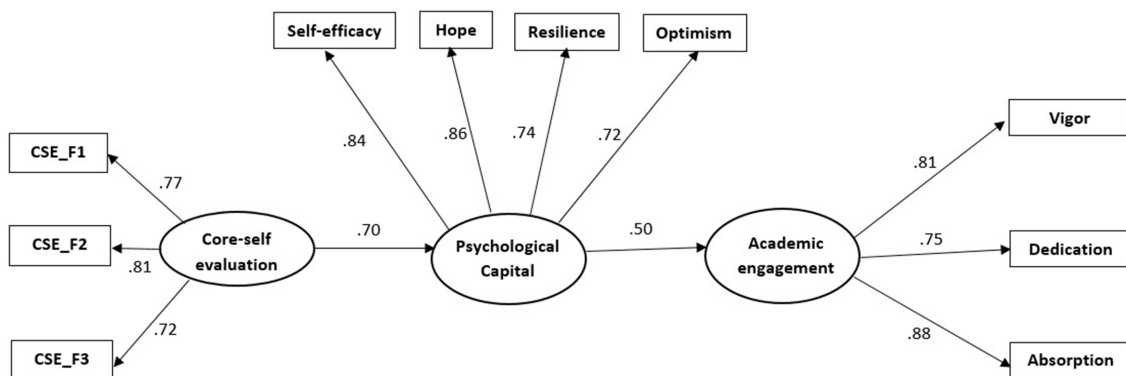 Self-efficacy
Hope
Resilience
Optimism
Vigor
.84
.86
.74
.72
.81
CSE_F1
.77
CSE_F2
.81
Core-self
evaluation
.70
Psychological
Capital
.50
Academic
engagement
.75
Dedication
.72
.88
CSE_F3
Absorption